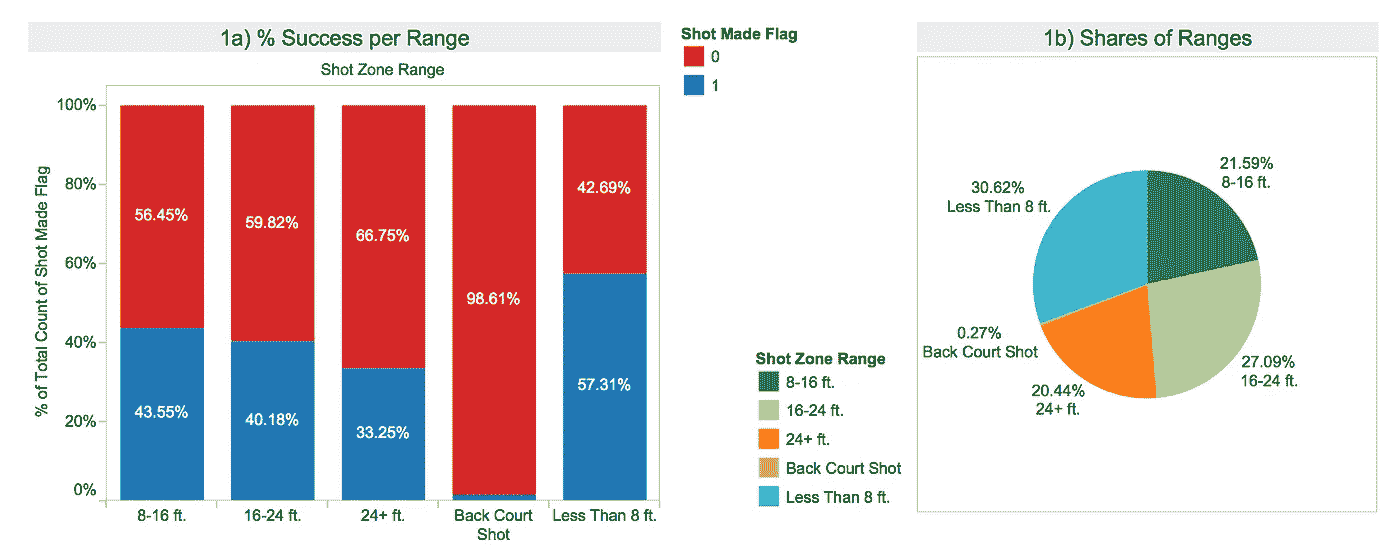 1a) % Success per Range
Shot Zone Range
% of Total Count of Shot Made Flag
100%
80%
60%
40%
20%
0%
56.45%
43.55%
59.82%
40.18%
66.75%
33.25%
98.61%
42.69%
57.31%
8-16 ft.
16-24 ft.
24+ ft.
Back Court
Shot
Less Than 8 ft.
Shot Made Flag
0
1
Shot Zone Range
8-16 ft.
16-24 ft.
24+ ft.
Back Court Shot
Less Than 8 ft.
1b) Shares of Ranges
21.59%
8-16 ft.
30.62%
Less Than 8 ft.
0.27%
Back Court Shot
27.09%
16-24 ft.
20.44%
24+ ft.